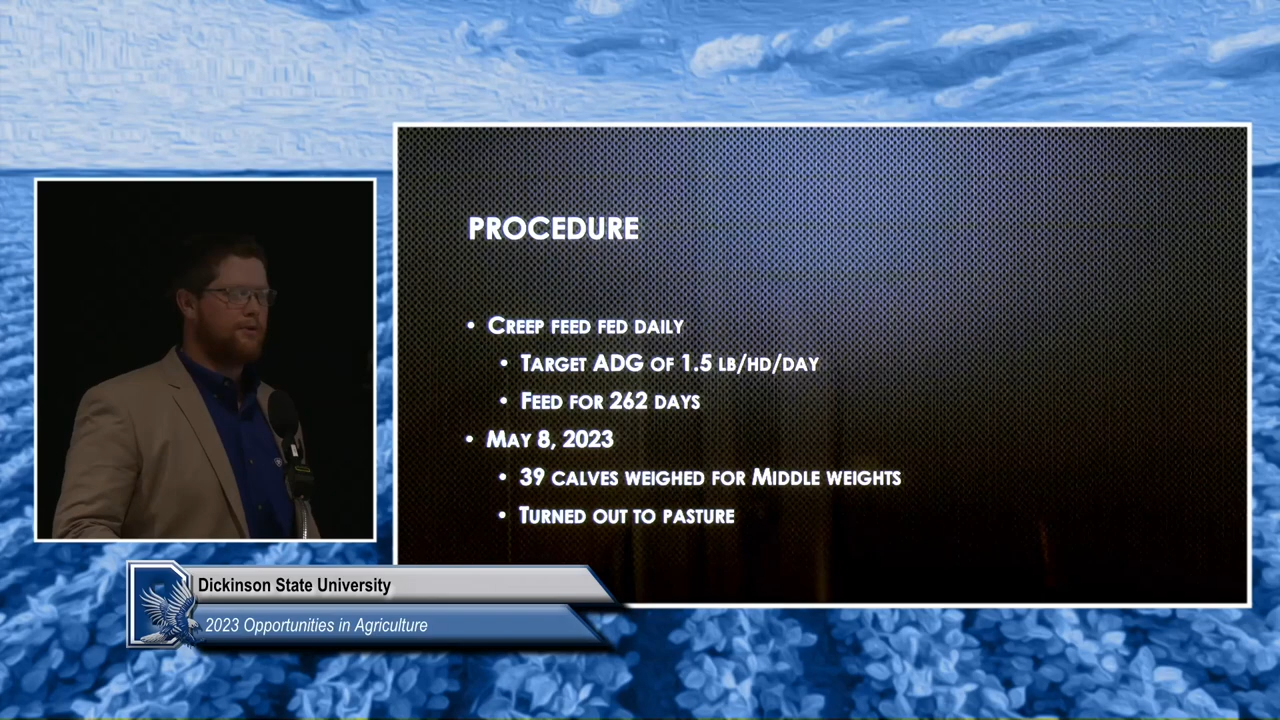 PROCEDURE
• CREEP FEED FED DAILY
• TARGET ADG OF 1.5 LB/HD/DAY
• FEED FOR 262 DAYS
• MAY 8, 2023
• 39 CALVES WEIGHED FOR MIDDLE WEIGHTS
• TURNED OUT TO PASTURE
Dickinson State University
2023 Opportunities in Agriculture